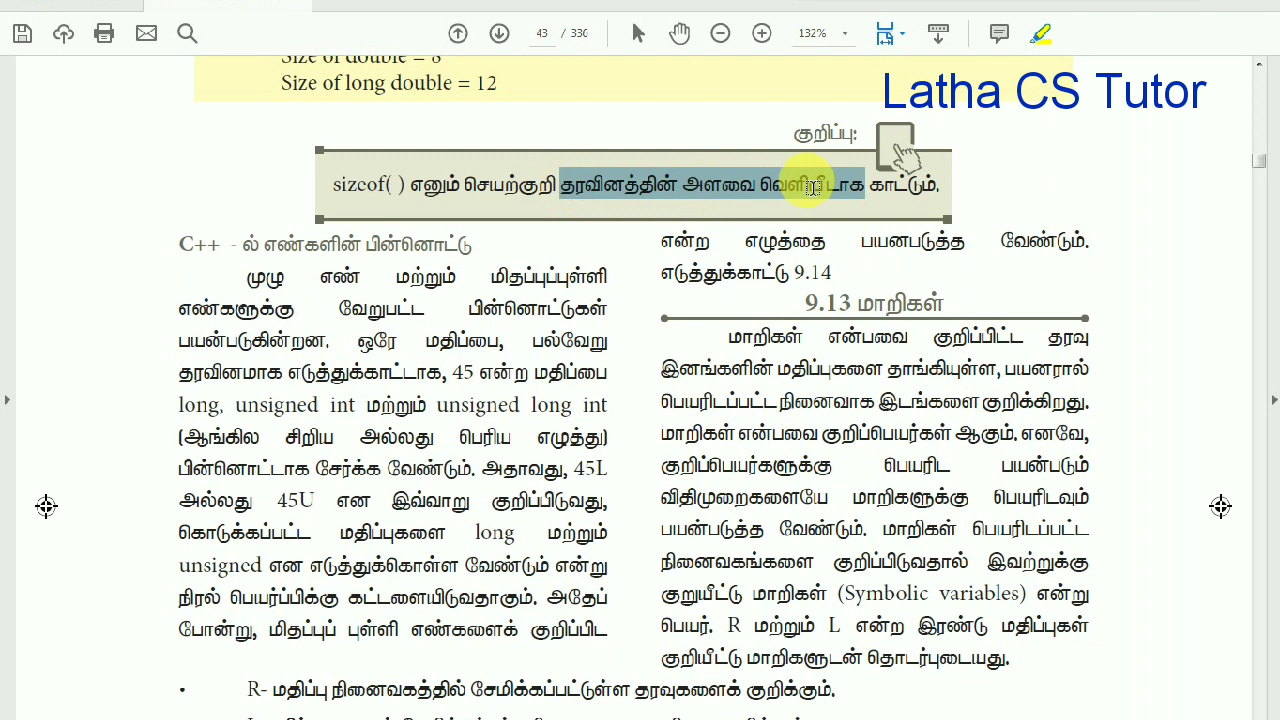 43 / 336
132%
Size of double = 8
Size of long double = 12
Latha CS Tutor
குறிப்பு:
sizeof( ) எனும் செயற்குறி தரவினத்தின் அளவை வெளியீடாக காட்டும்.
C++ - ல் எண்களின் பின்னொட்டு
முழு எண் மற்றும் மிதப்புப்புள்ளி
எண்களுக்கு வேறுபட்ட பின்னொட்டுகள்
பயன்படுகின்றன. ஒரே மதிப்பை, பல்வேறு
தரவினமாக எடுத்துக்காட்டாக, 45 என்ற மதிப்பை
long, unsigned int மற்றும் unsigned long int
(ஆங்கில சிறிய அல்லது பெரிய எழுத்து)
பின்னொட்டாக சேர்க்க வேண்டும். அதாவது, 45L
அல்லது 45U என இவ்வாறு குறிப்பிடுவது,
கொடுக்கப்பட்ட மதிப்புகளை long மற்றும்
unsigned என எடுத்துக்கொள்ள வேண்டும் என்று
நிரல் பெயர்ப்பிக்கு கட்டளையிடுவதாகும். அதேப்
போன்று, மிதப்புப் புள்ளி எண்களைக் குறிப்பிட
என்ற எழுத்தை பயனபடுத்த வேண்டும்.
எடுத்துக்காட்டு 9.14
9.13 மாறிகள்
மாறிகள் என்பவை குறிப்பிட்ட தரவு
இனங்களின் மதிப்புகளை தாங்கியுள்ள, பயனரால்
பெயரிடப்பட்ட நினைவாக இடங்களை குறிக்கிறது.
மாறிகள் என்பவை குறிப்பெயர்கள் ஆகும். எனவே,
குறிப்பெயர்களுக்கு பெயரிட பயன்படும்
விதிமுறைகளையே மாறிகளுக்கு பெயரிடவும்
பயன்படுத்த வேண்டும். மாறிகள் பெயரிடப்பட்ட
நினைவகங்களை குறிப்பிடுவதால் இவற்றுக்கு
குறுயீட்டு மாறிகள் (Symbolic variables) என்று
பெயர். R மற்றும் L என்ற இரண்டு மதிப்புகள்
குறியீட்டு மாறிகளுடன் தொடர்புடையது.
• R- மதிப்பு நினைவகத்தில் சேமிக்கப்பட்டுள்ள தரவுகளைக் குறிக்கும்.